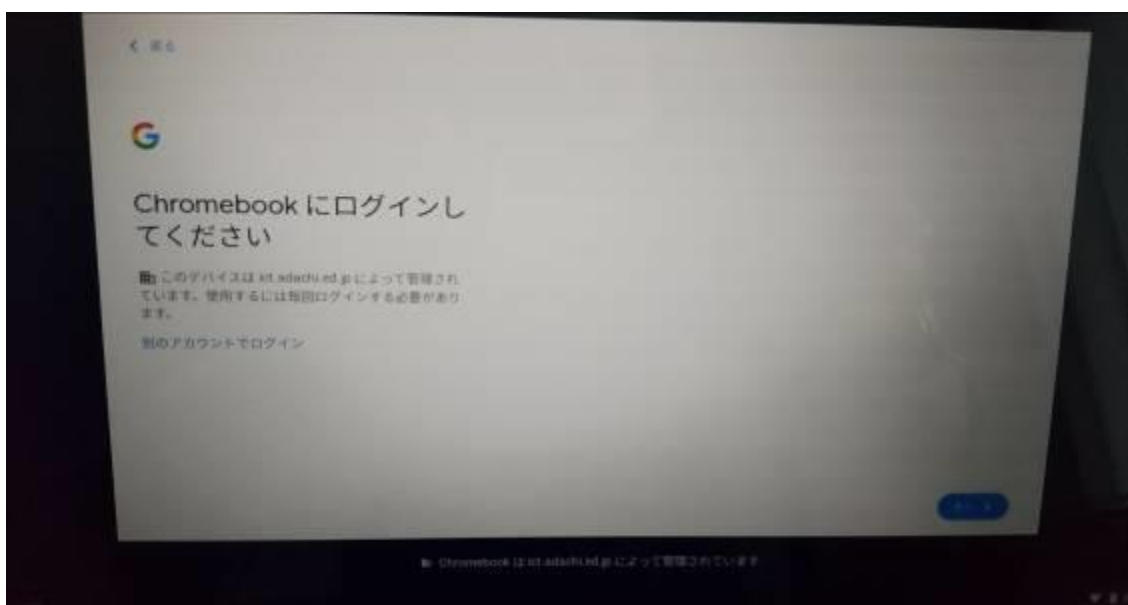 戻る
Chromebook にログインし
てください
このデバイスは ict.adachi.ed.jp によって管理され
ています。使用するには毎回ログインする必要があり
ます。
別のアカウントでログイン
Chromebook は ict.adachi.ed.jp によって管理されています